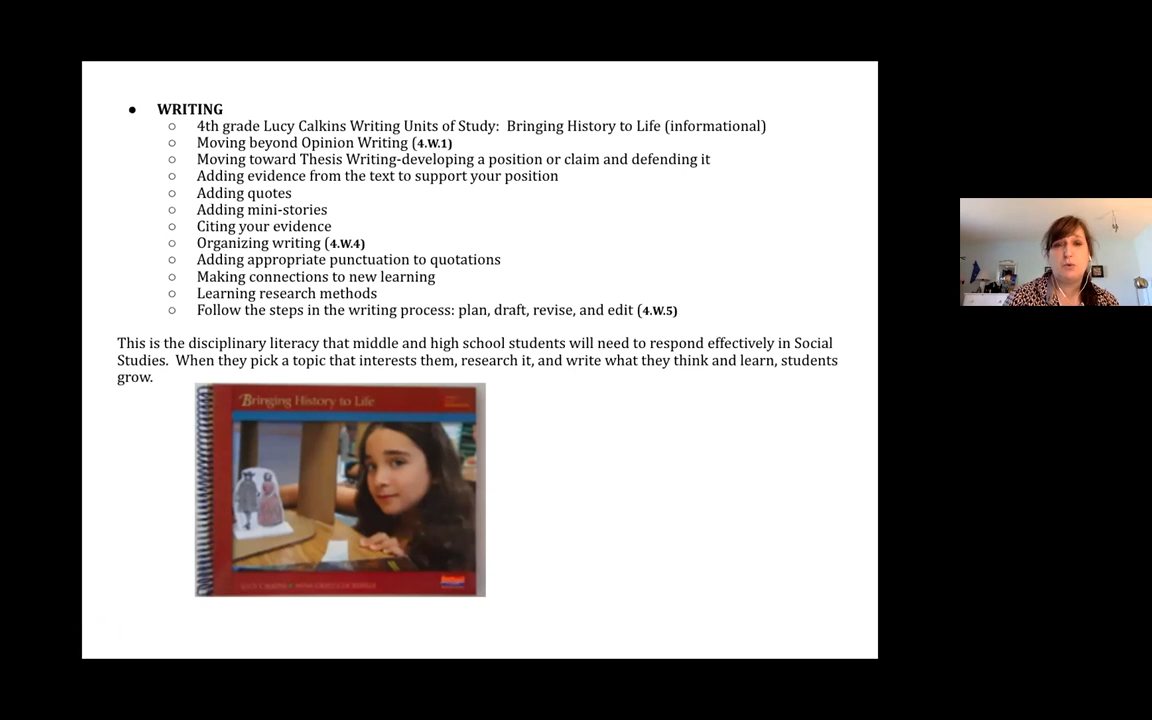 ● WRITING
○ 4th grade Lucy Calkins Writing Units of Study:  Bringing History to Life (informational)
○ Moving beyond Opinion Writing (4.W.1)
○ Moving toward Thesis Writing-developing a position or claim and defending it
○ Adding evidence from the text to support your position
○ Adding quotes
○ Adding mini-stories
○ Citing your evidence
○ Organizing writing (4.W.4)
○ Adding appropriate punctuation to quotations
○ Making connections to new learning
○ Learning research methods
○ Follow the steps in the writing process: plan, draft, revise, and edit (4.W.5)
This is the disciplinary literacy that middle and high school students will need to respond effectively in Social
Studies.  When they pick a topic that interests them, research it, and write what they think and learn, students
grow.
Bringing History to Life
LUCY CALKINS